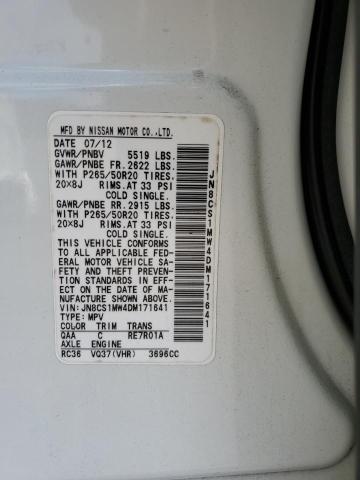 MFD BY NISSAN MOTOR CO.,LTD.
DATE 07/12
GVWR/PNBV 5519 LBS.
GAWR/PNBE FR. 2622 LBS.
WITH P265/50R20 TIRES.
20X8J RIMS.AT 33 PSI
COLD SINGLE.
GAWR/PNBE RR. 2915 LBS.
WITH P265/50R20 TIRES.
20X8J RIMS.AT 33 PSI
COLD SINGLE.
THIS VEHICLE CONFORMS TO
ALL APPLICABLE FED-
ERAL MOTOR VEHICLE SA-
FETY AND THEFT
PREVENTION STANDARDS IN EFF-
ECT ON THE DATE OF
MANUFACTURE SHOWN ABOVE.
VIN:JN8CS1MW4DM171641
TYPE:MPV
COLOR TRIM TRANS
QAA C RE7R01A
AXLE ENGINE
RC36 VQ37(VHR) 3696CC
JN8CS1MW4DM171641